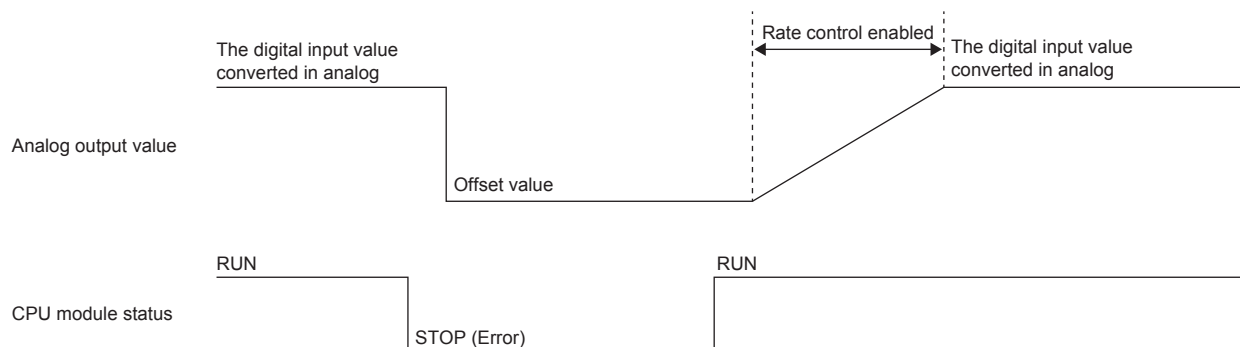 Rate control enabled
The digital input value
converted in analog
The digital input value
converted in analog
Analog output value
Offset value
RUN
RUN
CPU module status
STOP (Error)